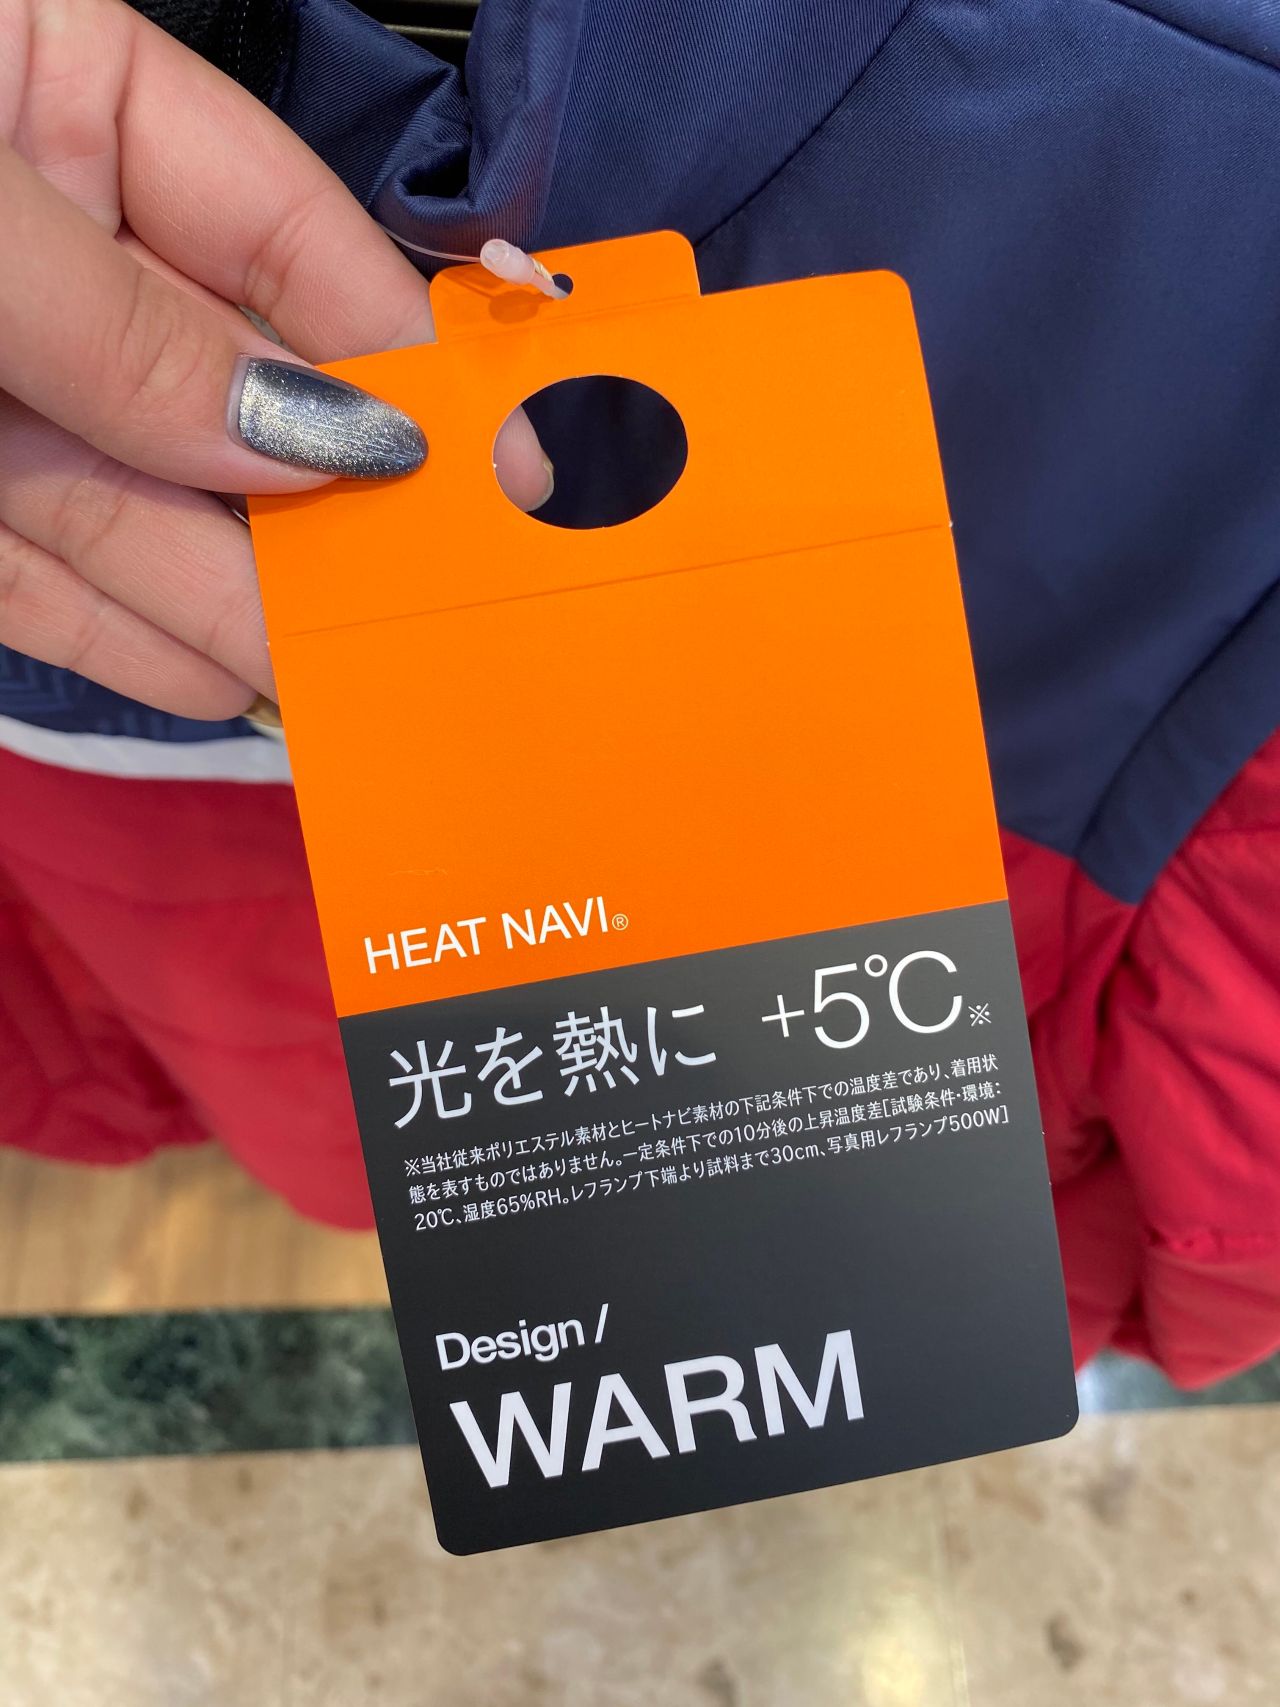 HEAT NAVI®
光を熱に +5℃※
※当社従来ポリエステル素材とヒートナビ素材の下記条件下での温度差であり、着用状
態を表すものではありません。一定条件下での10分後の上昇温度差[試験条件・環境:
20℃、湿度65%RH。レフランプ下端より試料まで30cm、写真用レフランプ500W]
Design /
WARM